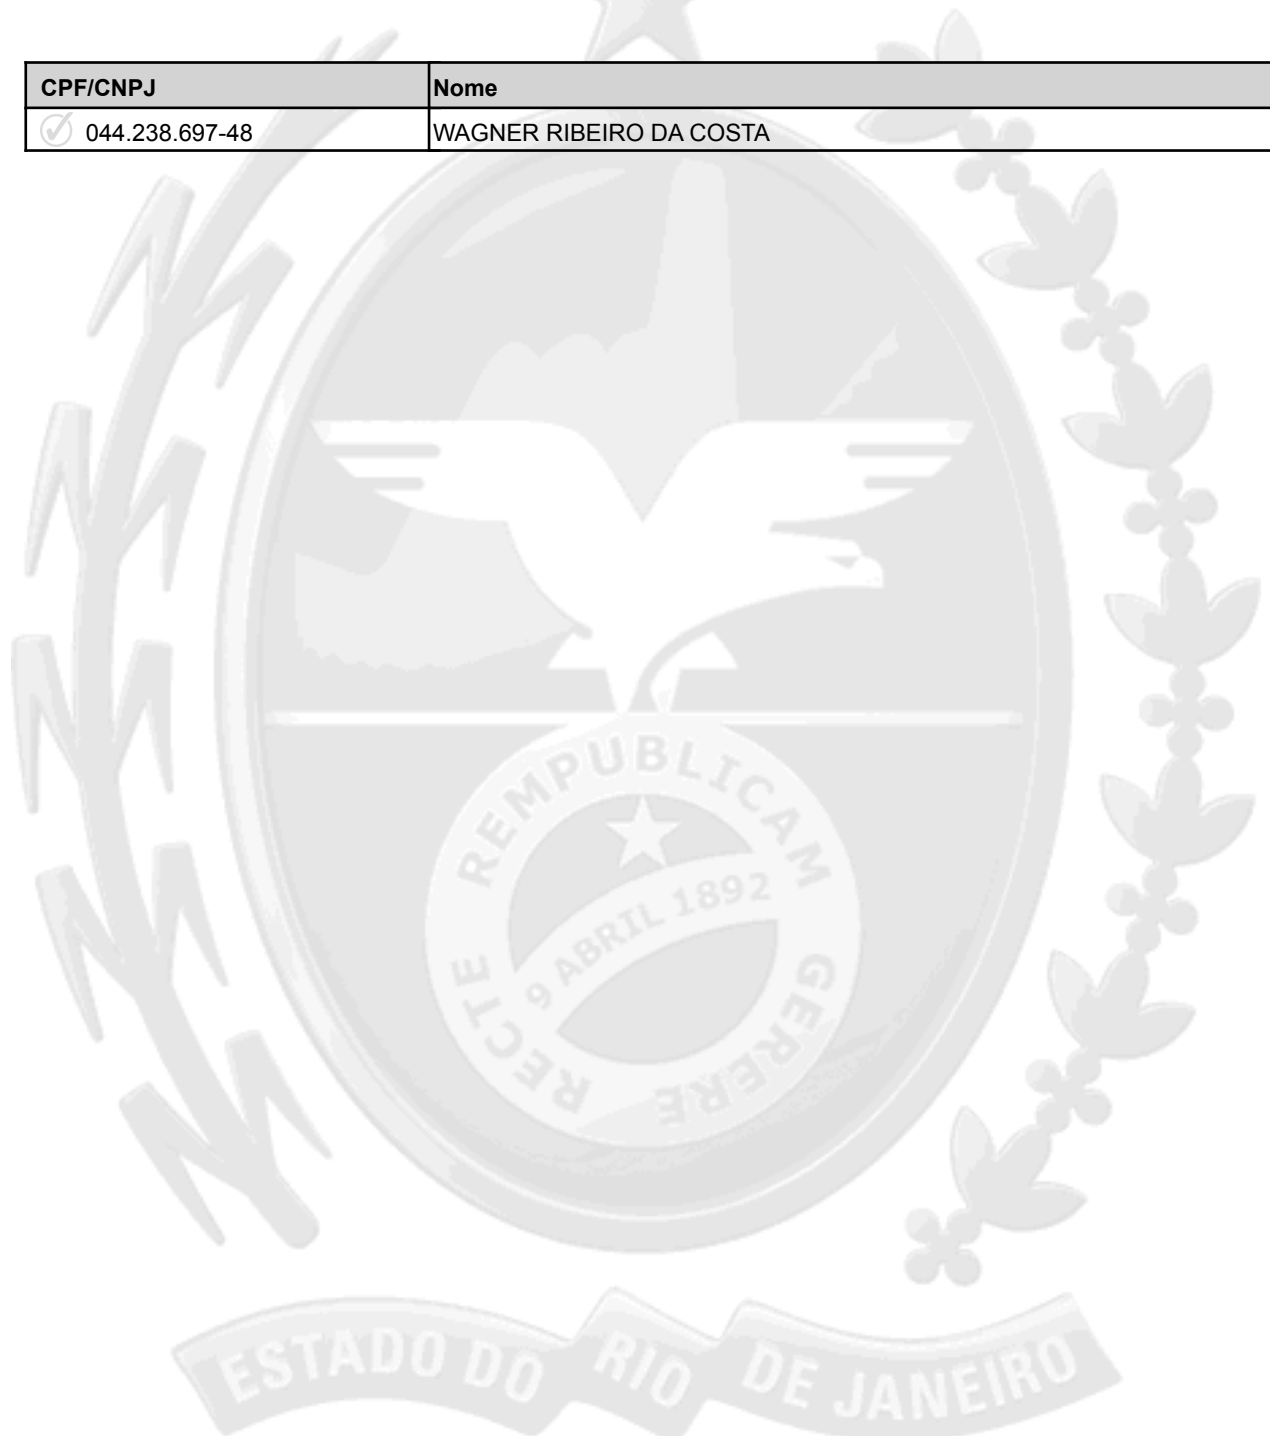 CPF/CNPJ Nome
044.238.697-48 WAGNER RIBEIRO DA COSTA
REMPUBLICAM
9 ABRIL 1892
RECTE GERERE
ESTADO DO RIO DE JANEIRO